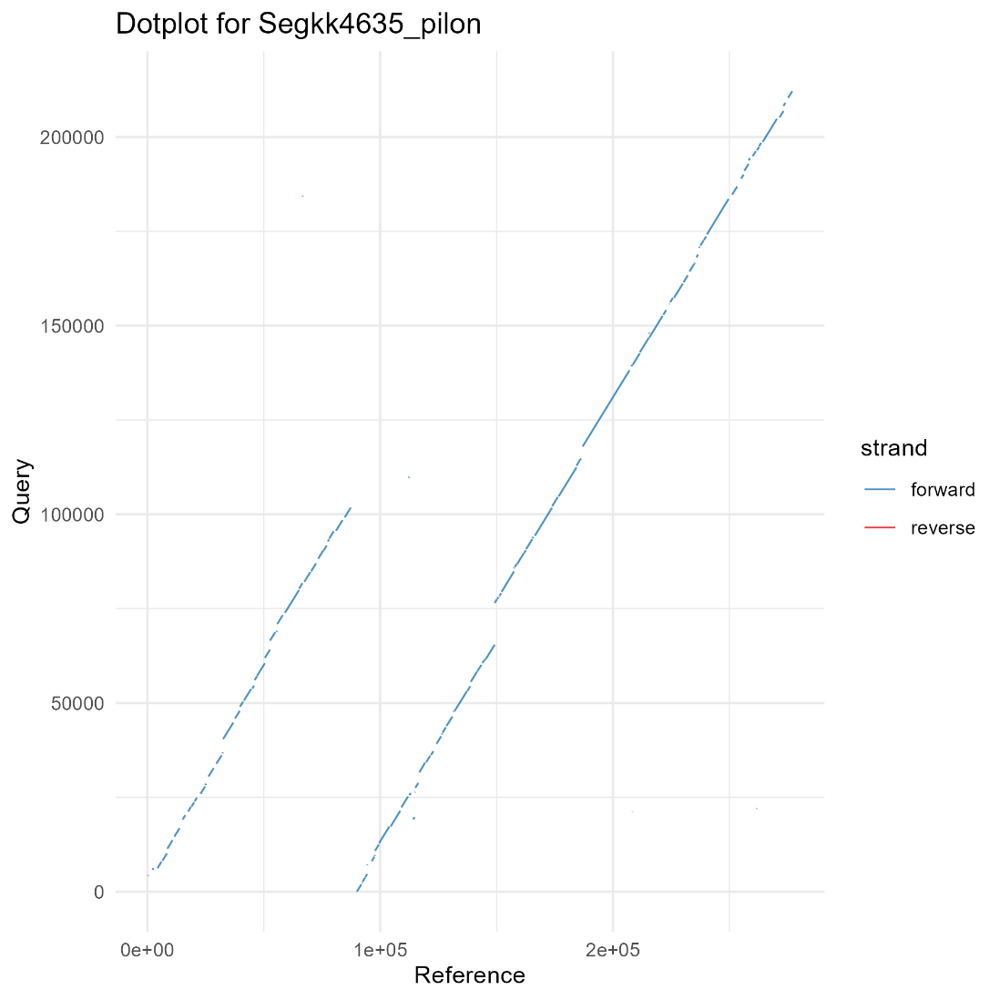 Dotplot for Segkk4635_pilon
Query
200000
150000
100000
50000
0
0e+00
1e+05
2e+05
Reference
strand
forward
reverse